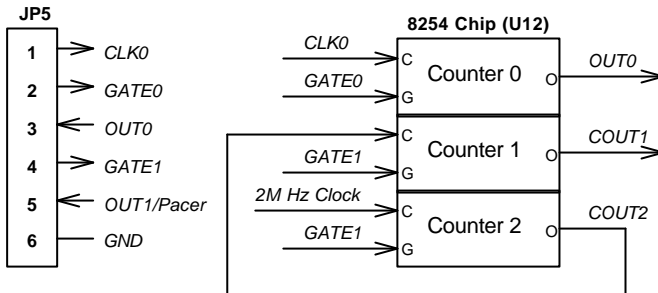 JP5
1 CLK0
2 GATE0
3 OUT0
4 GATE1
5 OUT1/Pacer
6 GND
8254 Chip (U12)
CLK0 C Counter 0 O OUT0
GATE0 G
C Counter 1 O COUT1
GATE1 G
2M Hz Clock C Counter 2 O COUT2
GATE1 G